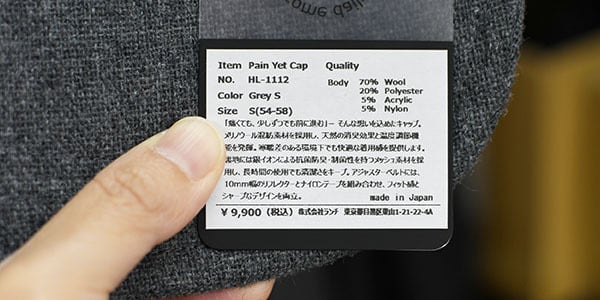 ome dail
Item Pain Yet Cap Quality
NO. HL-1112 Body 70% Wool
20% Polyester
Color Grey S 5% Acrylic
Size S(54-58) 5% Nylon
「痛くても、少しずつでも前に進む」− そんな想いを込めたキャップ。
メリノウール混紡素材を採用し、天然の消臭効果と温度調節機
能を発揮。寒暖差のある環境下でも快適な着用感を提供します。
裏地には銀イオンによる抗菌防臭・制菌性を持つメッシュ素材を採
用し、長時間の使用でも清潔さをキープ。アジャスターベルトには、
10mm幅のリフレクターとナイロンテープを組み合わせ、フィット感と
シャープなデザインを両立。 made in Japan
¥9,900(税込) 株式会社ランチ 東京都目黒区東山1-21-22-4A